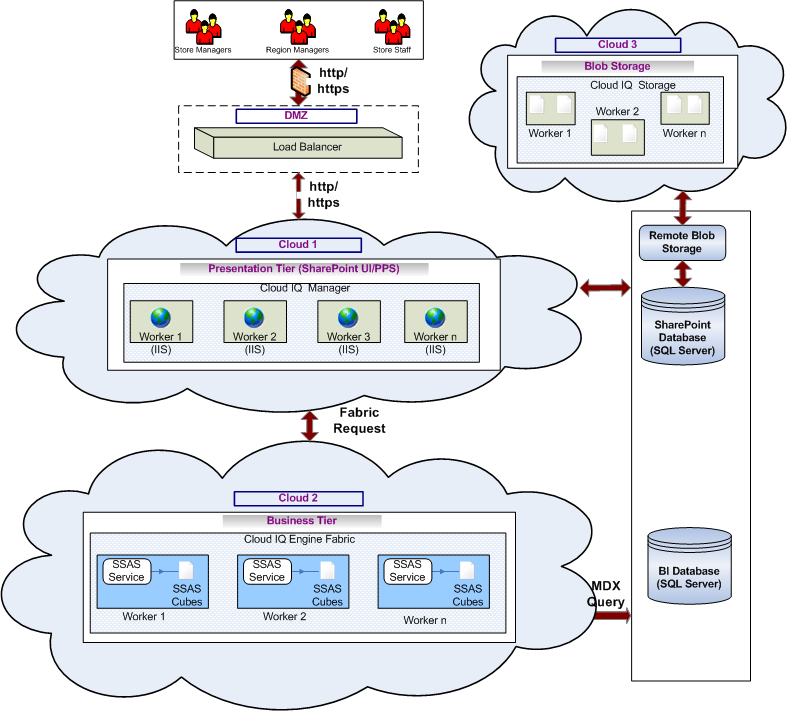 Store Managers
Region Managers
Store Staff
http/
https
DMZ
Load Balancer
http/
https
Cloud 3
Blob Storage
Cloud IQ Storage
Worker 1
Worker 2
Worker n
Cloud 1
Presentation Tier (SharePoint UI/PPS)
Cloud IQ Manager
Worker 1
(IIS)
Worker 2
(IIS)
Worker 3
(IIS)
Worker n
(IIS)
Remote Blob
Storage
SharePoint
Database
(SQL Server)
Fabric
Request
Cloud 2
Business Tier
Cloud IQ Engine Fabric
SSAS
Service
SSAS
Cubes
Worker 1
SSAS
Service
SSAS
Cubes
Worker 2
SSAS
Service
SSAS
Cubes
Worker n
MDX
Query
BI Database
(SQL Server)